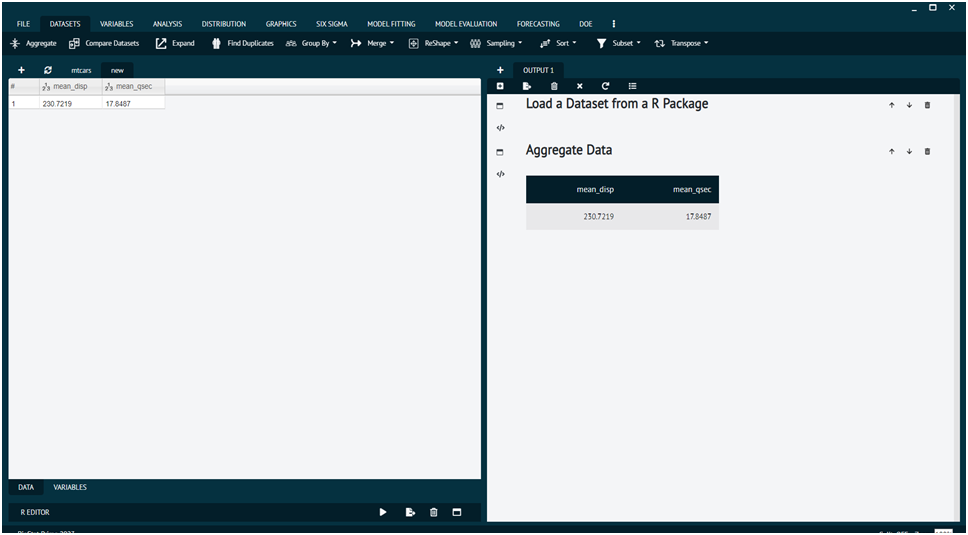 FILE DATASETS VARIABLES ANALYSIS DISTRIBUTION GRAPHICS SIX SIGMA MODEL FITTING MODEL EVALUATION FORECASTING DOE
Aggregate Compare Datasets Expand Find Duplicates Group By Merge ReShape Sampling Sort Subset Transpose
mtcars new
# mean_disp mean_qsec
1 230.7219 17.8487
DATA VARIABLES
R EDITOR
OUTPUT 1
Load a Dataset from a R Package
Aggregate Data
mean_disp mean_qsec
230.7219 17.8487